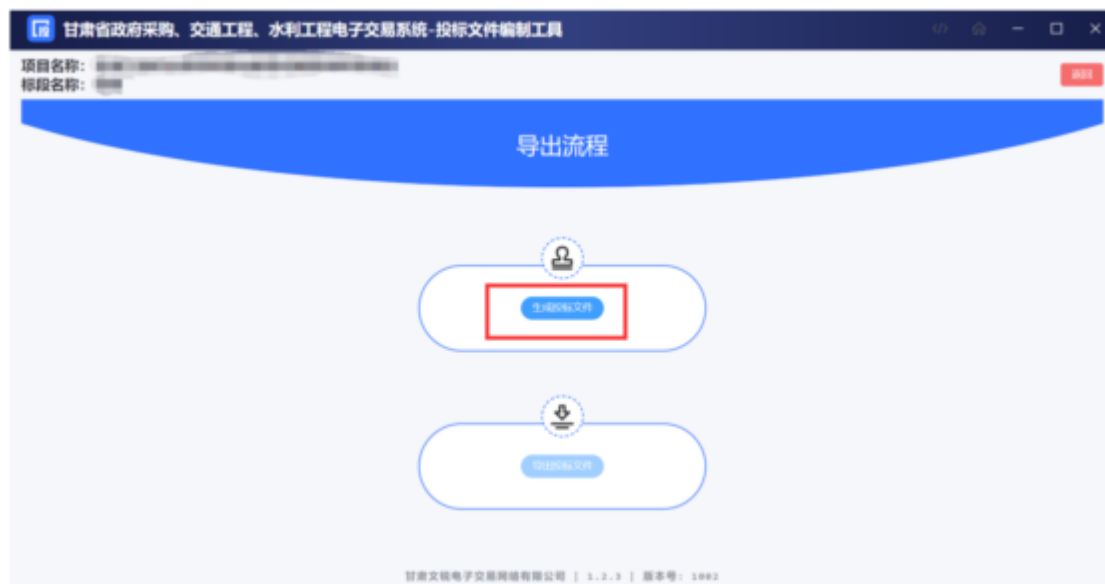 甘肃省政府采购、交通工程、水利工程电子交易系统-投标文件编制工具
项目名称：
标段名称：
返回
导出流程
生成投标文件
导出投标文件
甘肃文锐电子交易网络有限公司 | 1.2.3 | 版本号: 1002